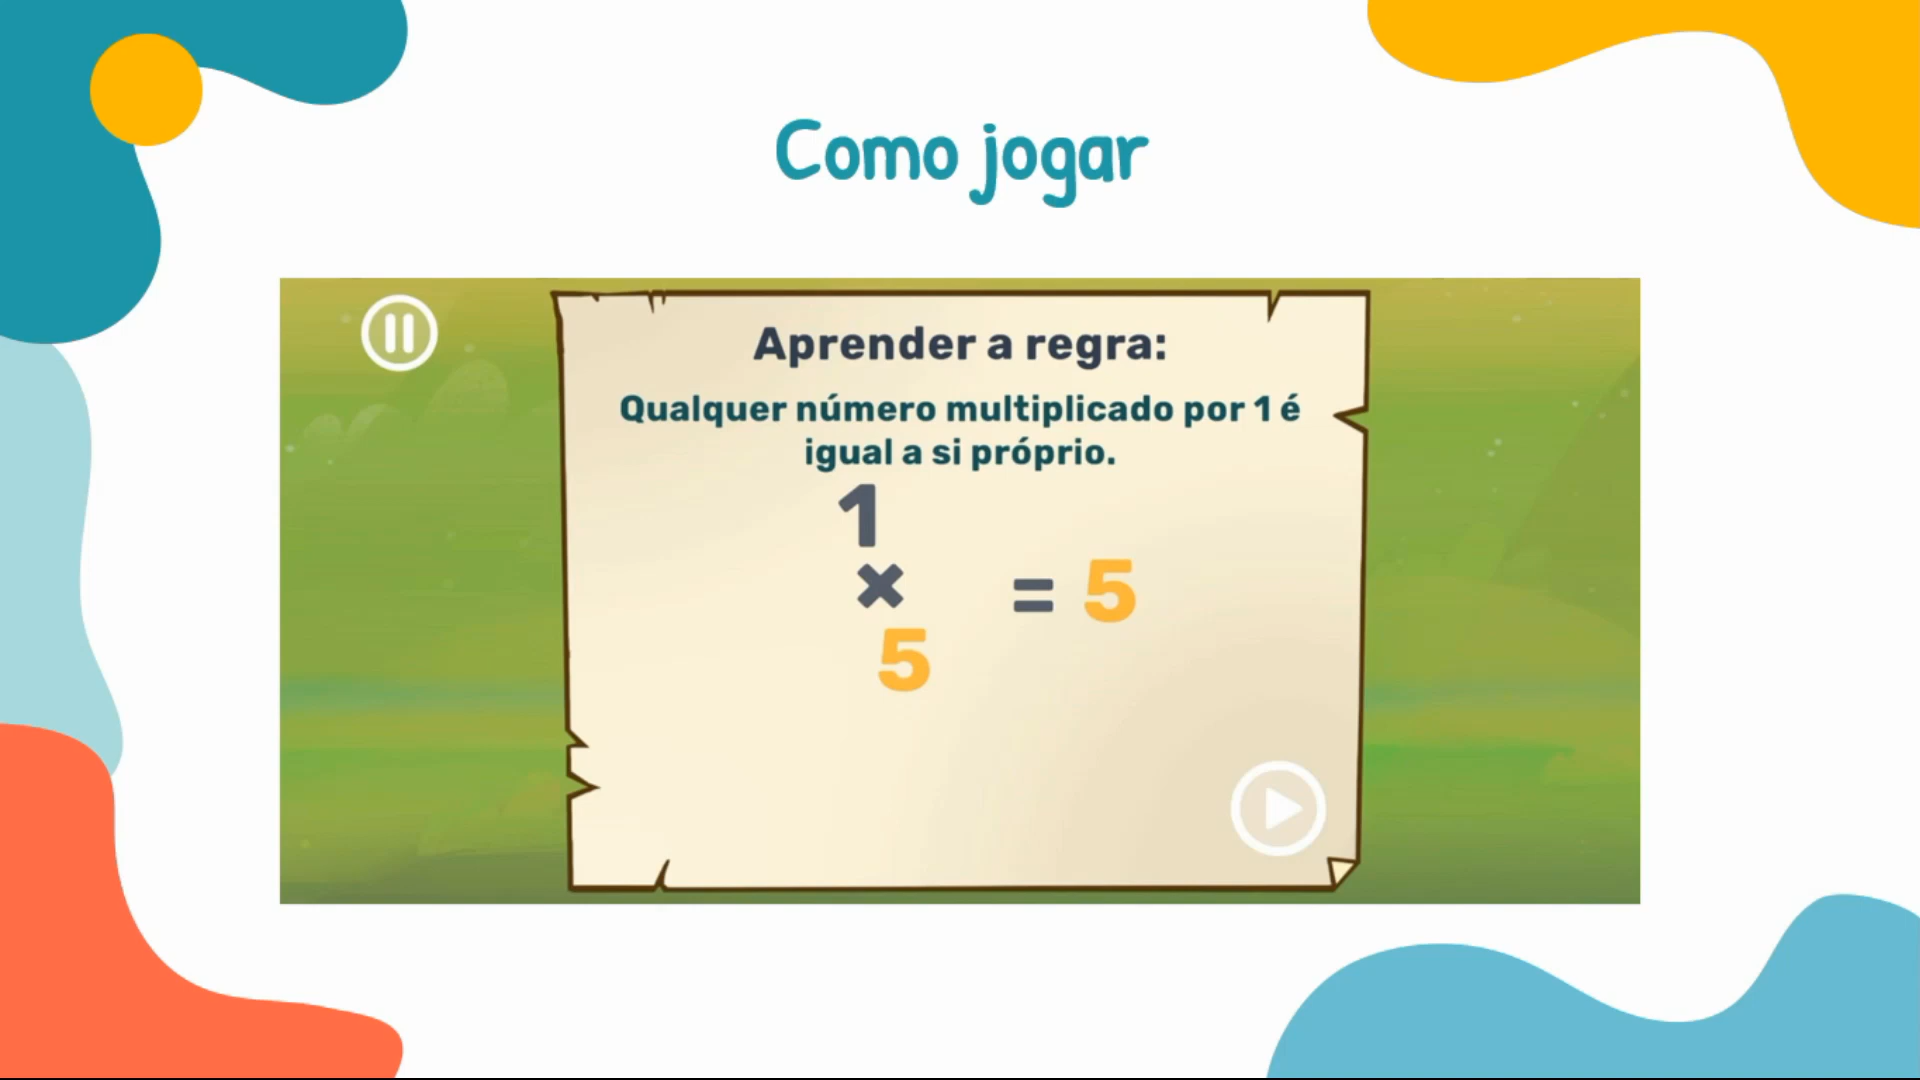 Como jogar
Aprender a regra:
Qualquer número multiplicado por 1 é
igual a si próprio.
1
×
5
= 5